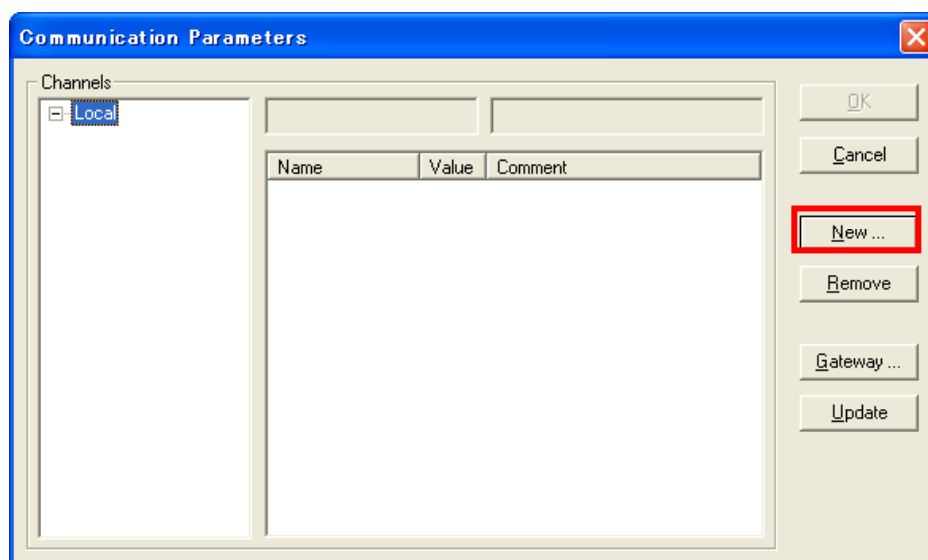 Communication Parameters
Channels
Local
Name Value Comment
OK
Cancel
New ...
Remove
Gateway ...
Update